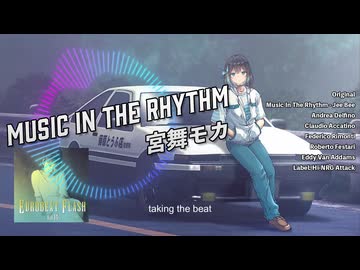 MUSIC IN THE RHYTHM
宮舞モカ
Original
Music In The Rhythm - Jee Bee
Andrea Delfino
Claudio Accatino
Federico Rimonti
Roberto Festari
Eddy Van Addams
Label:Hi-NRG Attack
EUROBEAT FLASH
taking the beat